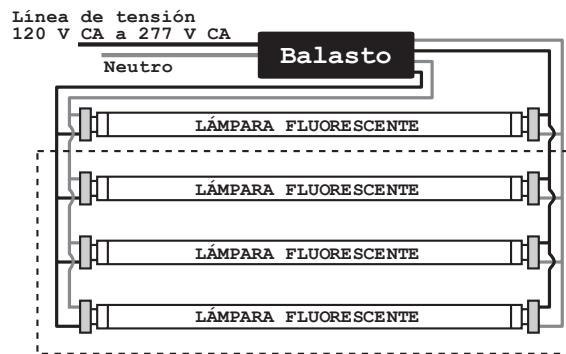 Línea de tensión
120 V CA a 277 V CA
Neutro
Balasto
LÁMPARA FLUORESCENTE
LÁMPARA FLUORESCENTE
LÁMPARA FLUORESCENTE
LÁMPARA FLUORESCENTE